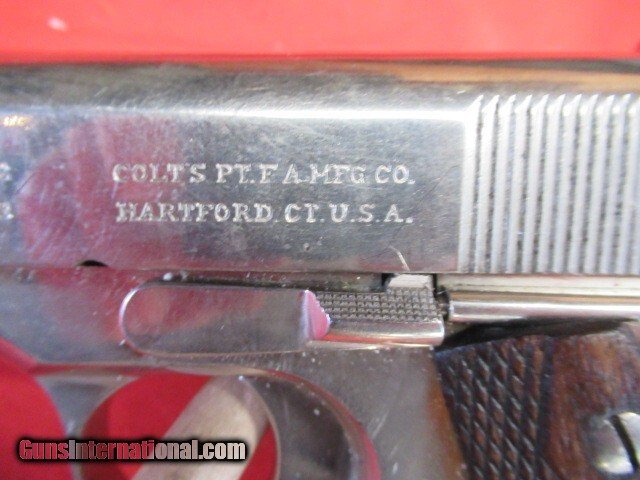 COLT'S PT. F A. MFG CO.
HARTFORD. CT. U.S.A.
GunsInternational.com